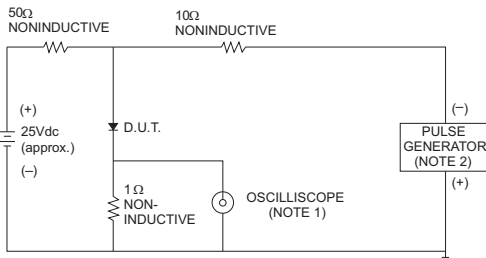 50Ω
NONINDUCTIVE
10Ω
NONINDUCTIVE
(+)
25Vdc
(approx.)
(–)
D.U.T.
1Ω
NON-
INDUCTIVE
OSCILLISCOPE
(NOTE 1)
(–)
PULSE
GENERATOR
(NOTE 2)
(+)